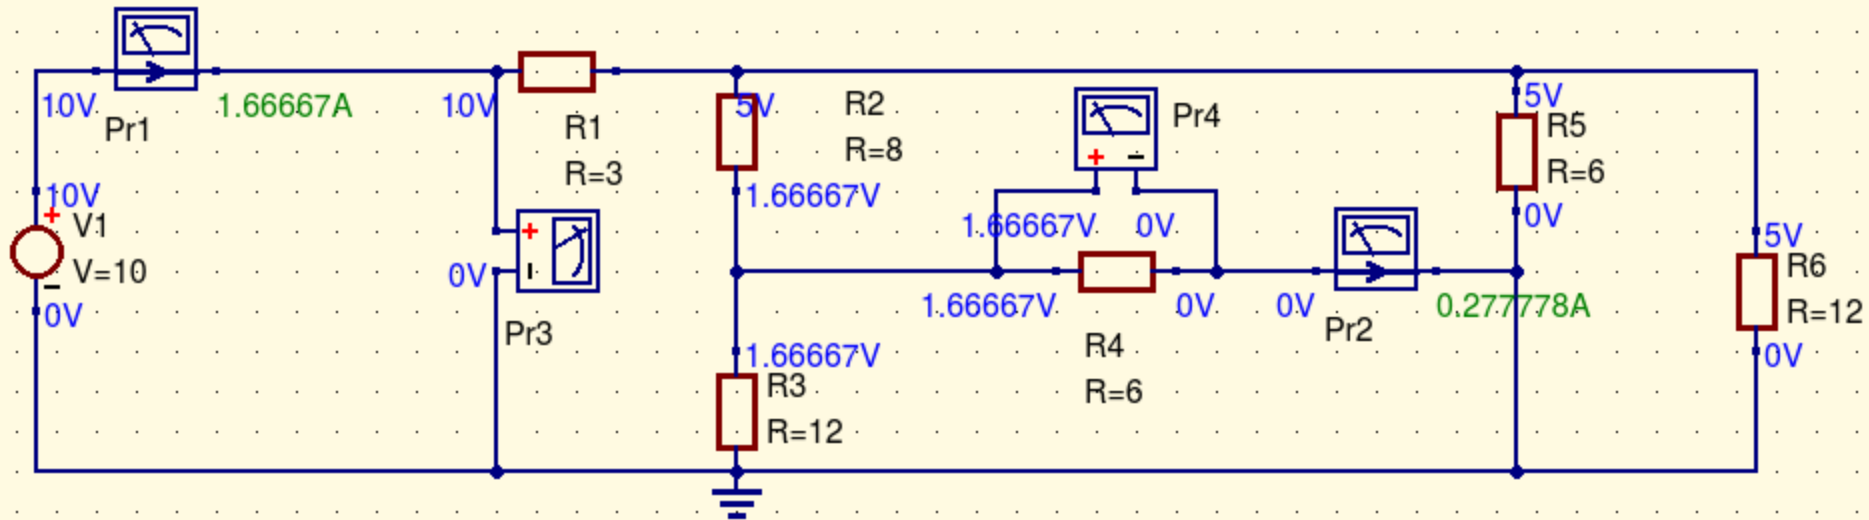 10V
Pr1
1.66667A
10V
R1
R=3
5V
R2
R=8
Pr4
+ −
5V
R5
R=6
10V
+
V1
V=10
−
0V
+
0V
−
Pr3
1.66667V
1.66667V
0V
0V
1.66667V
0V
0V
Pr2
0.277778A
5V
R6
R=12
0V
R4
R=6
1.66667V
R3
R=12